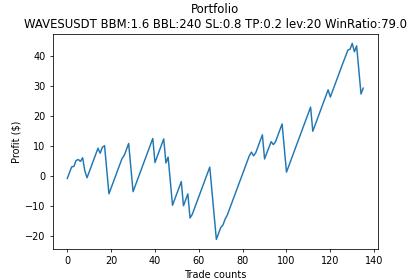 Portfolio
WAVESUSDT BBM:1.6 BBL:240 SL:0.8 TP:0.2 lev:20 WinRatio:79.0
Profit ($)
40
30
20
10
0
−10
−20
0 20 40 60 80 100 120 140
Trade counts